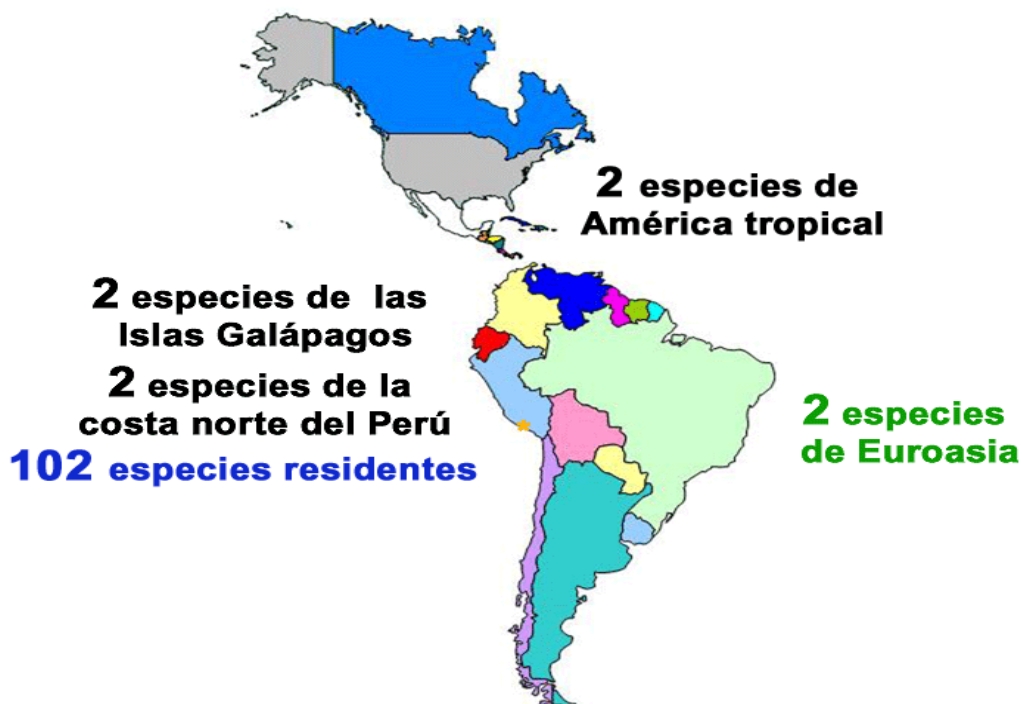 2 especies de
América tropical
2 especies de las
Islas Galápagos
2 especies de la
costa norte del Perú
102 especies residentes
2 especies
de Euroasia